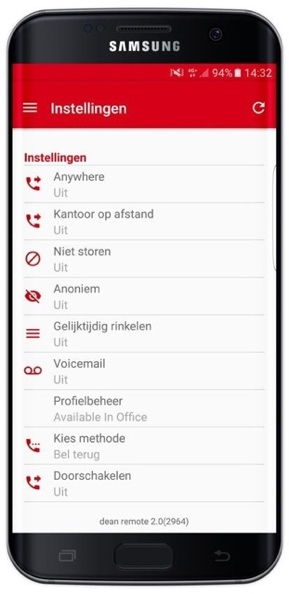 SAMSUNG
94% 14:32
Instellingen
Instellingen
Anywhere
Uit
Kantoor op afstand
Uit
Niet storen
Uit
Anoniem
Uit
Gelijktijdig rinkelen
Uit
Voicemail
Uit
Profielbeheer
Available In Office
Kies methode
Bel terug
Doorschakelen
Uit
dean remote 2.0(2964)